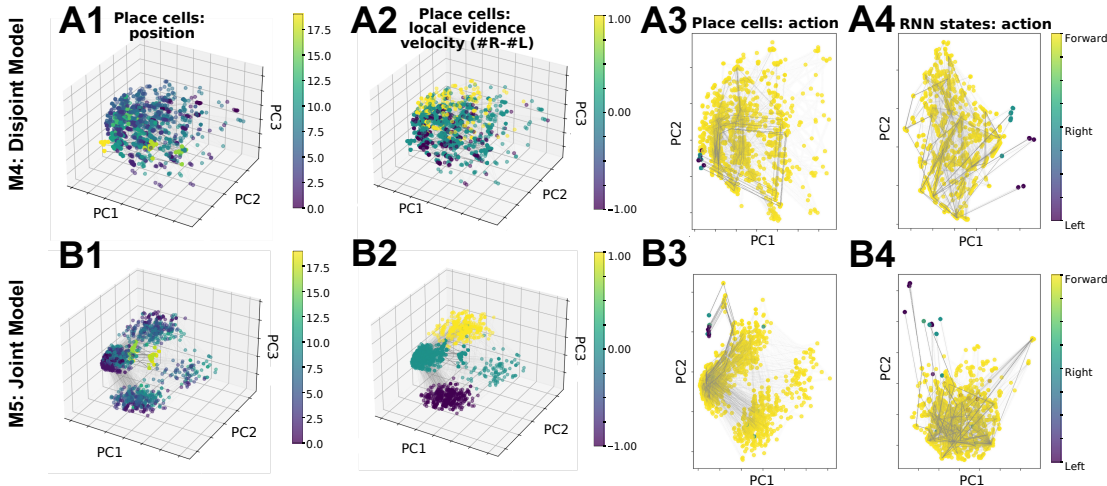 A1
Place cells:
position
A2
Place cells:
local evidence
velocity (#R-#L)
A3
Place cells: action
A4
RNN states: action
M4: Disjoint Model
PC1
PC2
PC3
17.5
15.0
12.5
10.0
7.5
5.0
2.5
0.0
PC1
PC2
PC3
1.00
0.00
−1.00
PC2
PC1
PC2
PC1
Forward
Right
Left
B1
B2
B3
B4
M5: Joint Model
PC1
PC2
PC3
17.5
15.0
12.5
10.0
7.5
5.0
2.5
0.0
PC1
PC2
PC3
1.00
0.00
−1.00
PC2
PC1
PC2
PC1
Forward
Right
Left